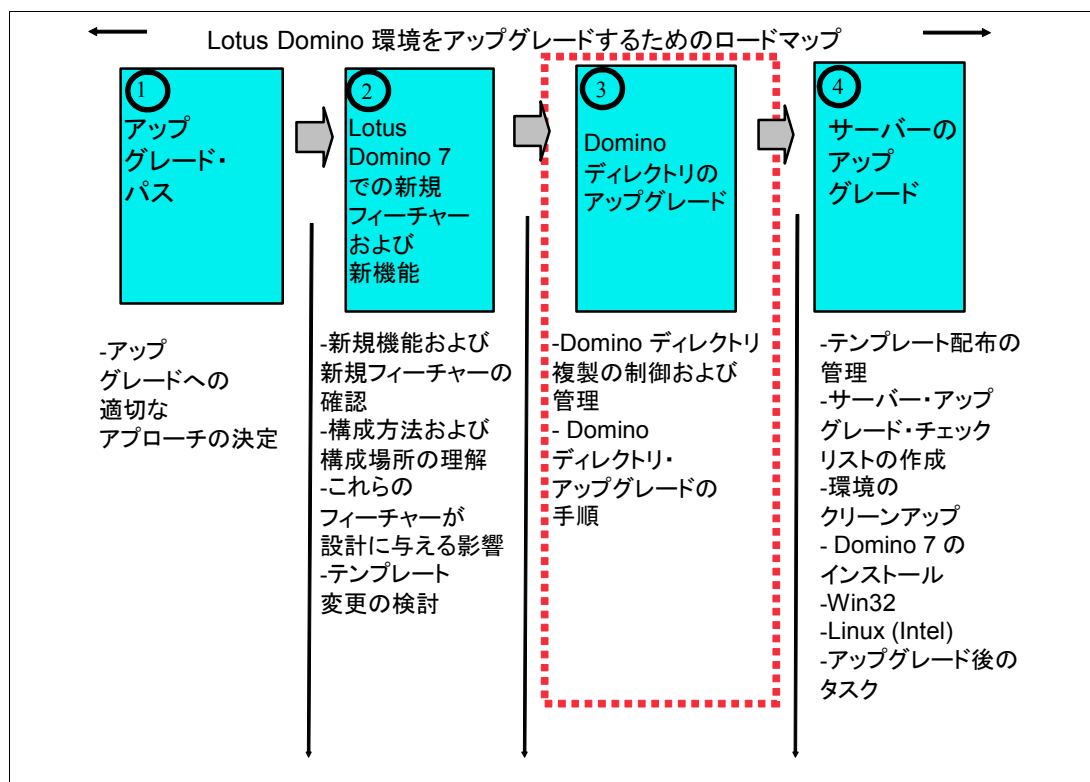 Lotus Domino 環境をアップグレードするためのロードマップ
1
アップ
グレード・
パス
2
Lotus
Domino 7
での新規
フィーチャー
および
新機能
3
Domino
ディレクトリの
アップグレード
4
サーバーの
アップ
グレード
-アップ
グレードへの
適切な
アプローチの決定
-新規機能および
新規フィーチャーの
確認
-構成方法および
構成場所の理解
-これらの
フィーチャーが
設計に与える影響
-テンプレート
変更の検討
-Domino ディレクトリ
複製の制御および
管理
- Domino
ディレクトリ・
アップグレードの
手順
-テンプレート配布の
管理
-サーバー・アップ
グレード・チェック
リストの作成
-環境の
クリーンアップ
- Domino 7 の
インストール
-Win32
-Linux (Intel)
-アップグレード後の
タスク